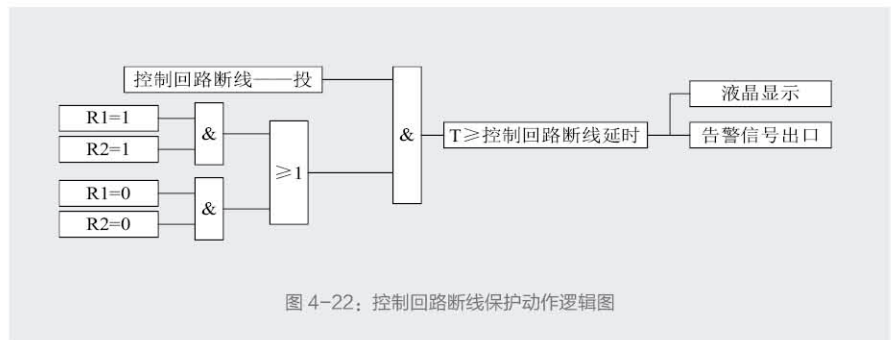 控制回路断线——投
R1=1
R2=1
&
R1=0
R2=0
&
≥1
&
T≥控制回路断线延时
液晶显示
告警信号出口
图 4-22：控制回路断线保护动作逻辑图